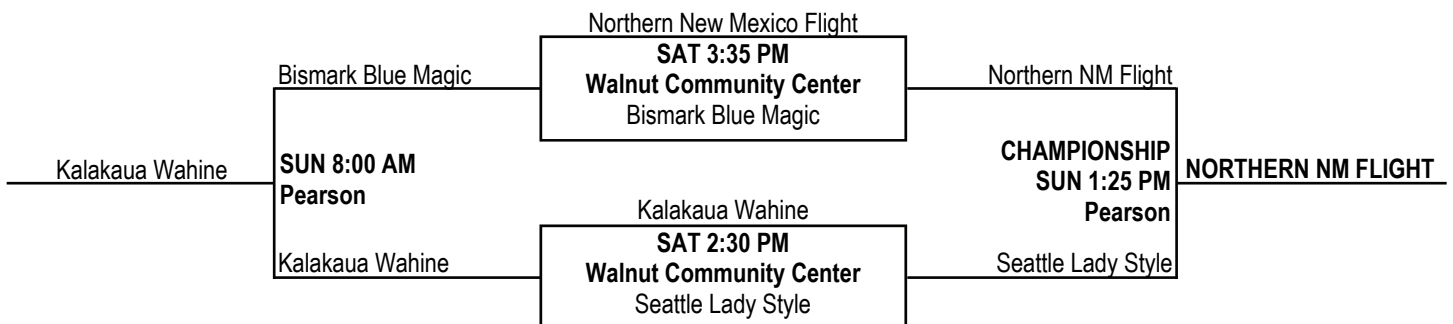 Northern New Mexico Flight
SAT 3:35 PM
Bismark Blue Magic
Walnut Community Center
Northern NM Flight
Bismark Blue Magic
CHAMPIONSHIP
Kalakaua Wahine
SUN 8:00 AM
SUN 1:25 PM
NORTHERN NM FLIGHT
Pearson
Pearson
Kalakaua Wahine
SAT 2:30 PM
Kalakaua Wahine
Walnut Community Center
Seattle Lady Style
Seattle Lady Style